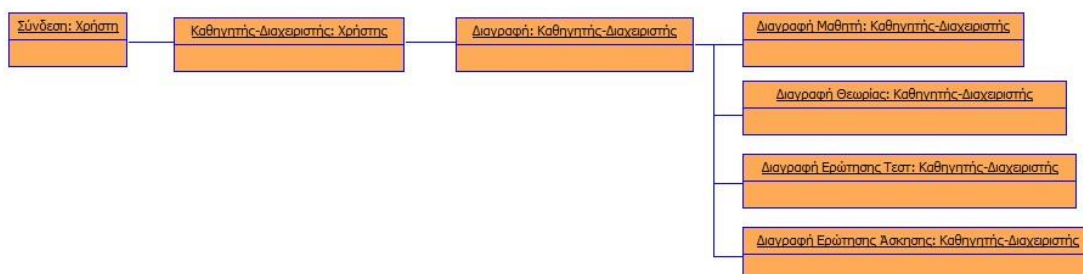 Σύνδεση: Χρήστη
Καθηγητής-Διαχειριστής: Χρήστης
Διαγραφή: Καθηγητής-Διαχειριστής
Διαγραφή Μαθητή: Καθηγητής-Διαχειριστής
Διαγραφή Θεωρίας: Καθηγητής-Διαχειριστής
Διαγραφή Ερώτησης Τεστ: Καθηγητής-Διαχειριστής
Διαγραφή Ερώτησης Άσκησης: Καθηγητής-Διαχειριστής